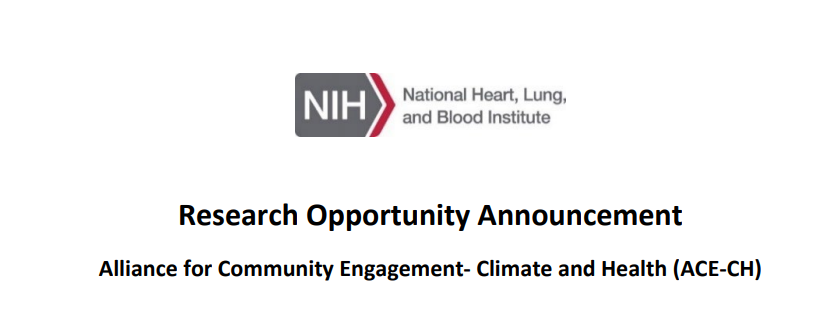 NIH
National Heart, Lung,
and Blood Institute
Research Opportunity Announcement
Alliance for Community Engagement- Climate and Health (ACE-CH)